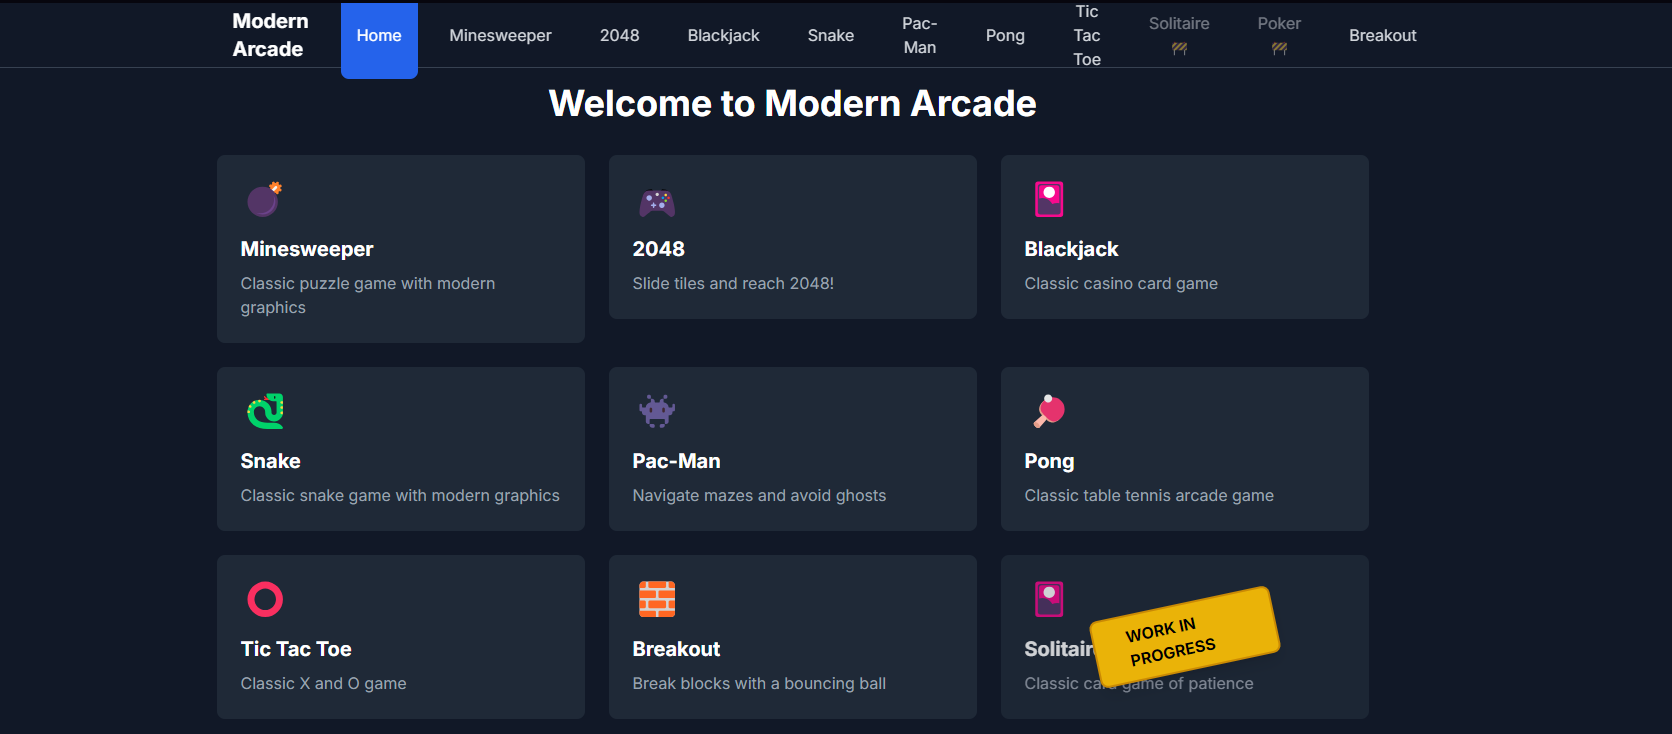 Modern
Arcade
Home
Minesweeper
2048
Blackjack
Snake
Pac-
Man
Pong
Tic
Tac
Toe
Solitaire
Poker
Breakout
Welcome to Modern Arcade
Minesweeper
Classic puzzle game with modern
graphics
2048
Slide tiles and reach 2048!
Blackjack
Classic casino card game
Snake
Classic snake game with modern graphics
Pac-Man
Navigate mazes and avoid ghosts
Pong
Classic table tennis arcade game
Tic Tac Toe
Classic X and O game
Breakout
Break blocks with a bouncing ball
Solitair
WORK IN
PROGRESS
Classic card game of patience